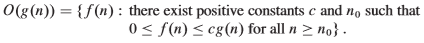 O(g(n)) = {f(n) : there exist positive constants c and n₀ such that
0 ≤ f(n) ≤ cg(n) for all n ≥ n₀} .